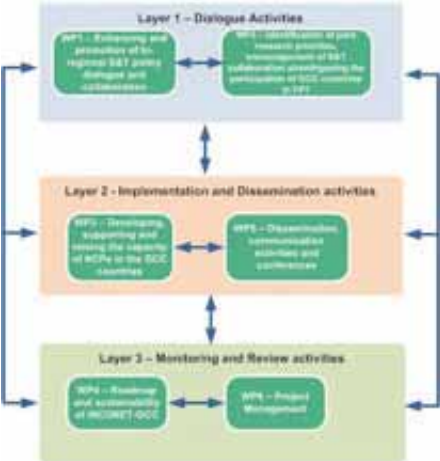 Layer 1 – Dialogue Activities
WP1 – Enhancing and
promotion of bi-
regional S&T policy
dialogue and
collaboration
WP2 – Identification of joint
research priorities,
encouragement of S&T
collaboration
participation of GCC countries
in FP7
Layer 2 - Implementation and Dissemination activities
WP3 – Developing,
supporting and
raising the capacity
of NCPs in the GCC
countries
WP5 – Dissemination,
communication
activities and
conferences
Layer 3 – Monitoring and Review activities
WP4 – Roadmap
and sustainability
of INCONET-GCC
WP6 – Project
Management